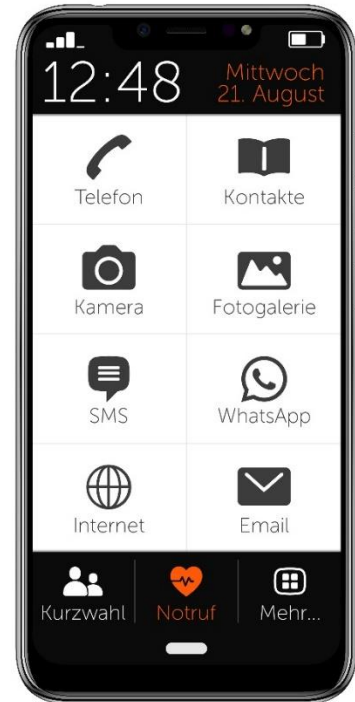 12:48
Mittwoch
21. August
Telefon
Kontakte
Kamera
Fotogalerie
SMS
WhatsApp
Internet
Email
Kurzwahl
Notruf
Mehr...